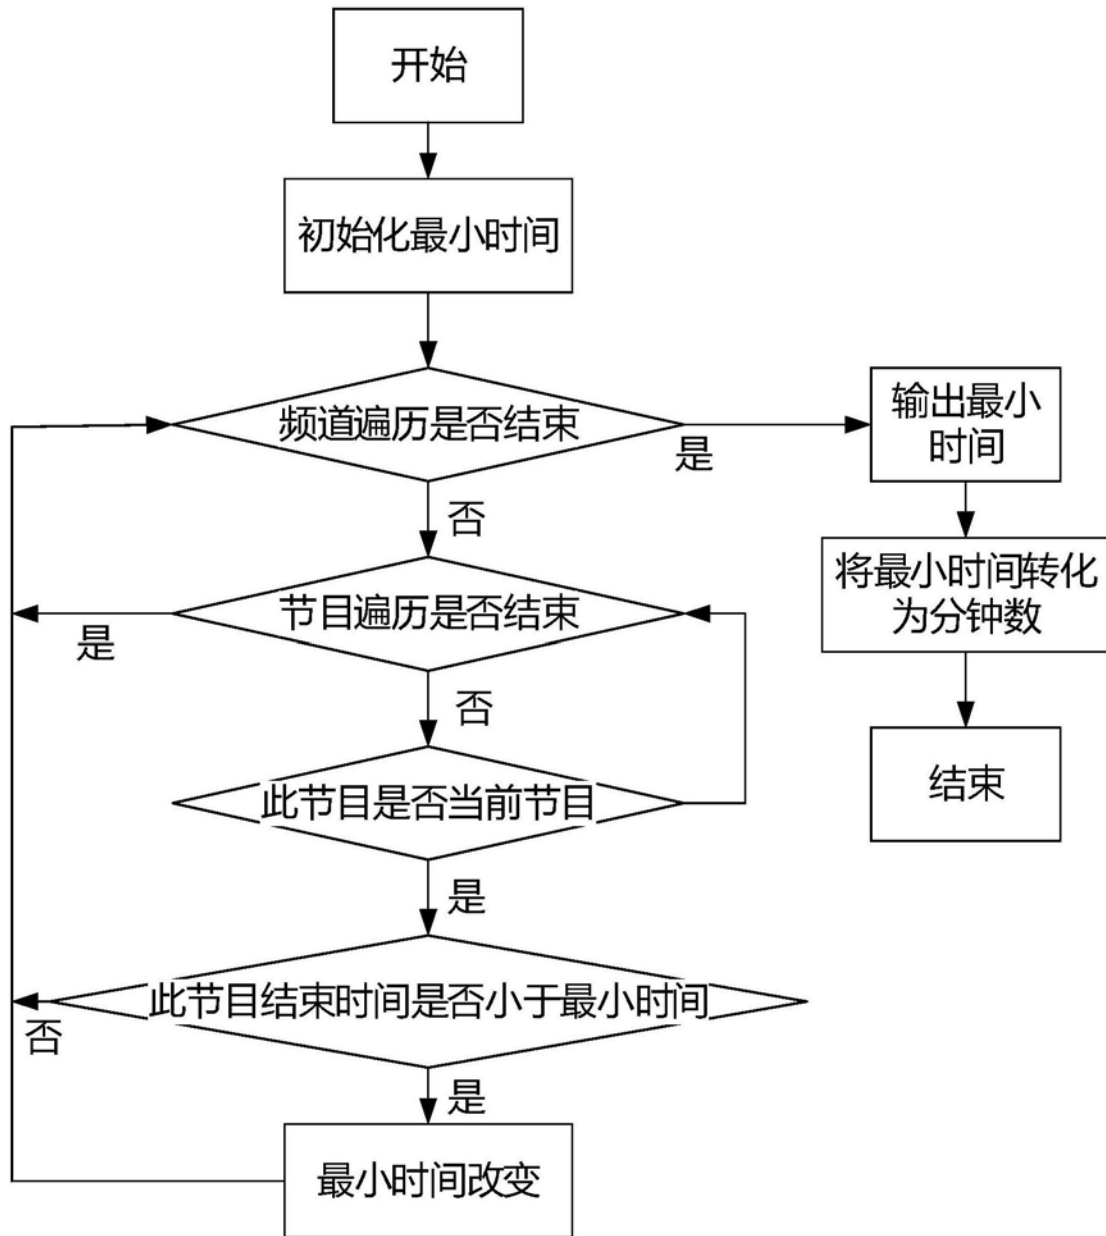 开始
初始化最小时间
频道遍历是否结束
是
输出最小
时间
否
将最小时间转化
为分钟数
节目遍历是否结束
是
否
结束
此节目是否当前节目
是
此节目结束时间是否小于最小时间
否
是
最小时间改变